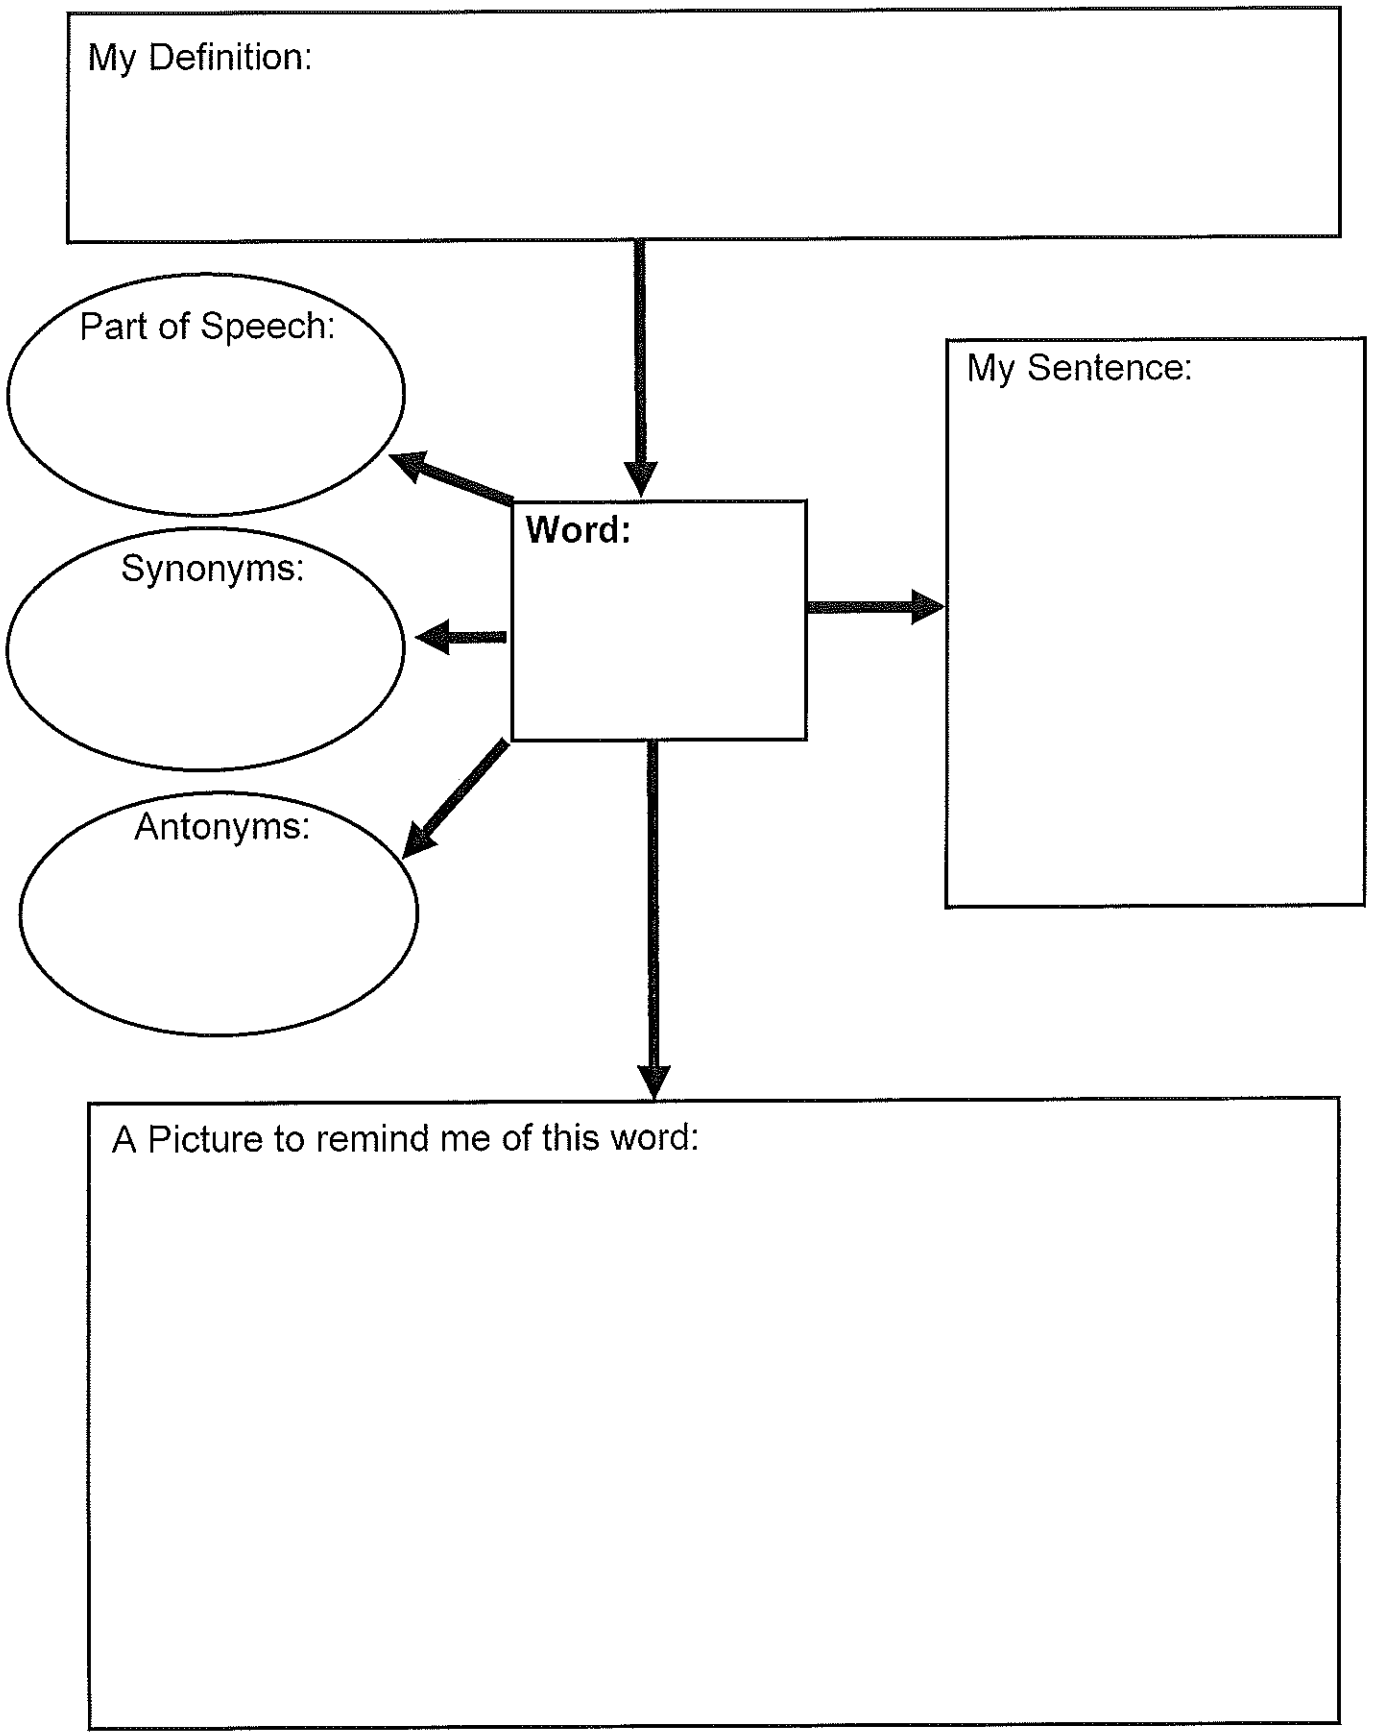 My Definition:
Part of Speech:
My Sentence:
Word:
Synonyms:
Antonyms:
A Picture to remind me of this word: